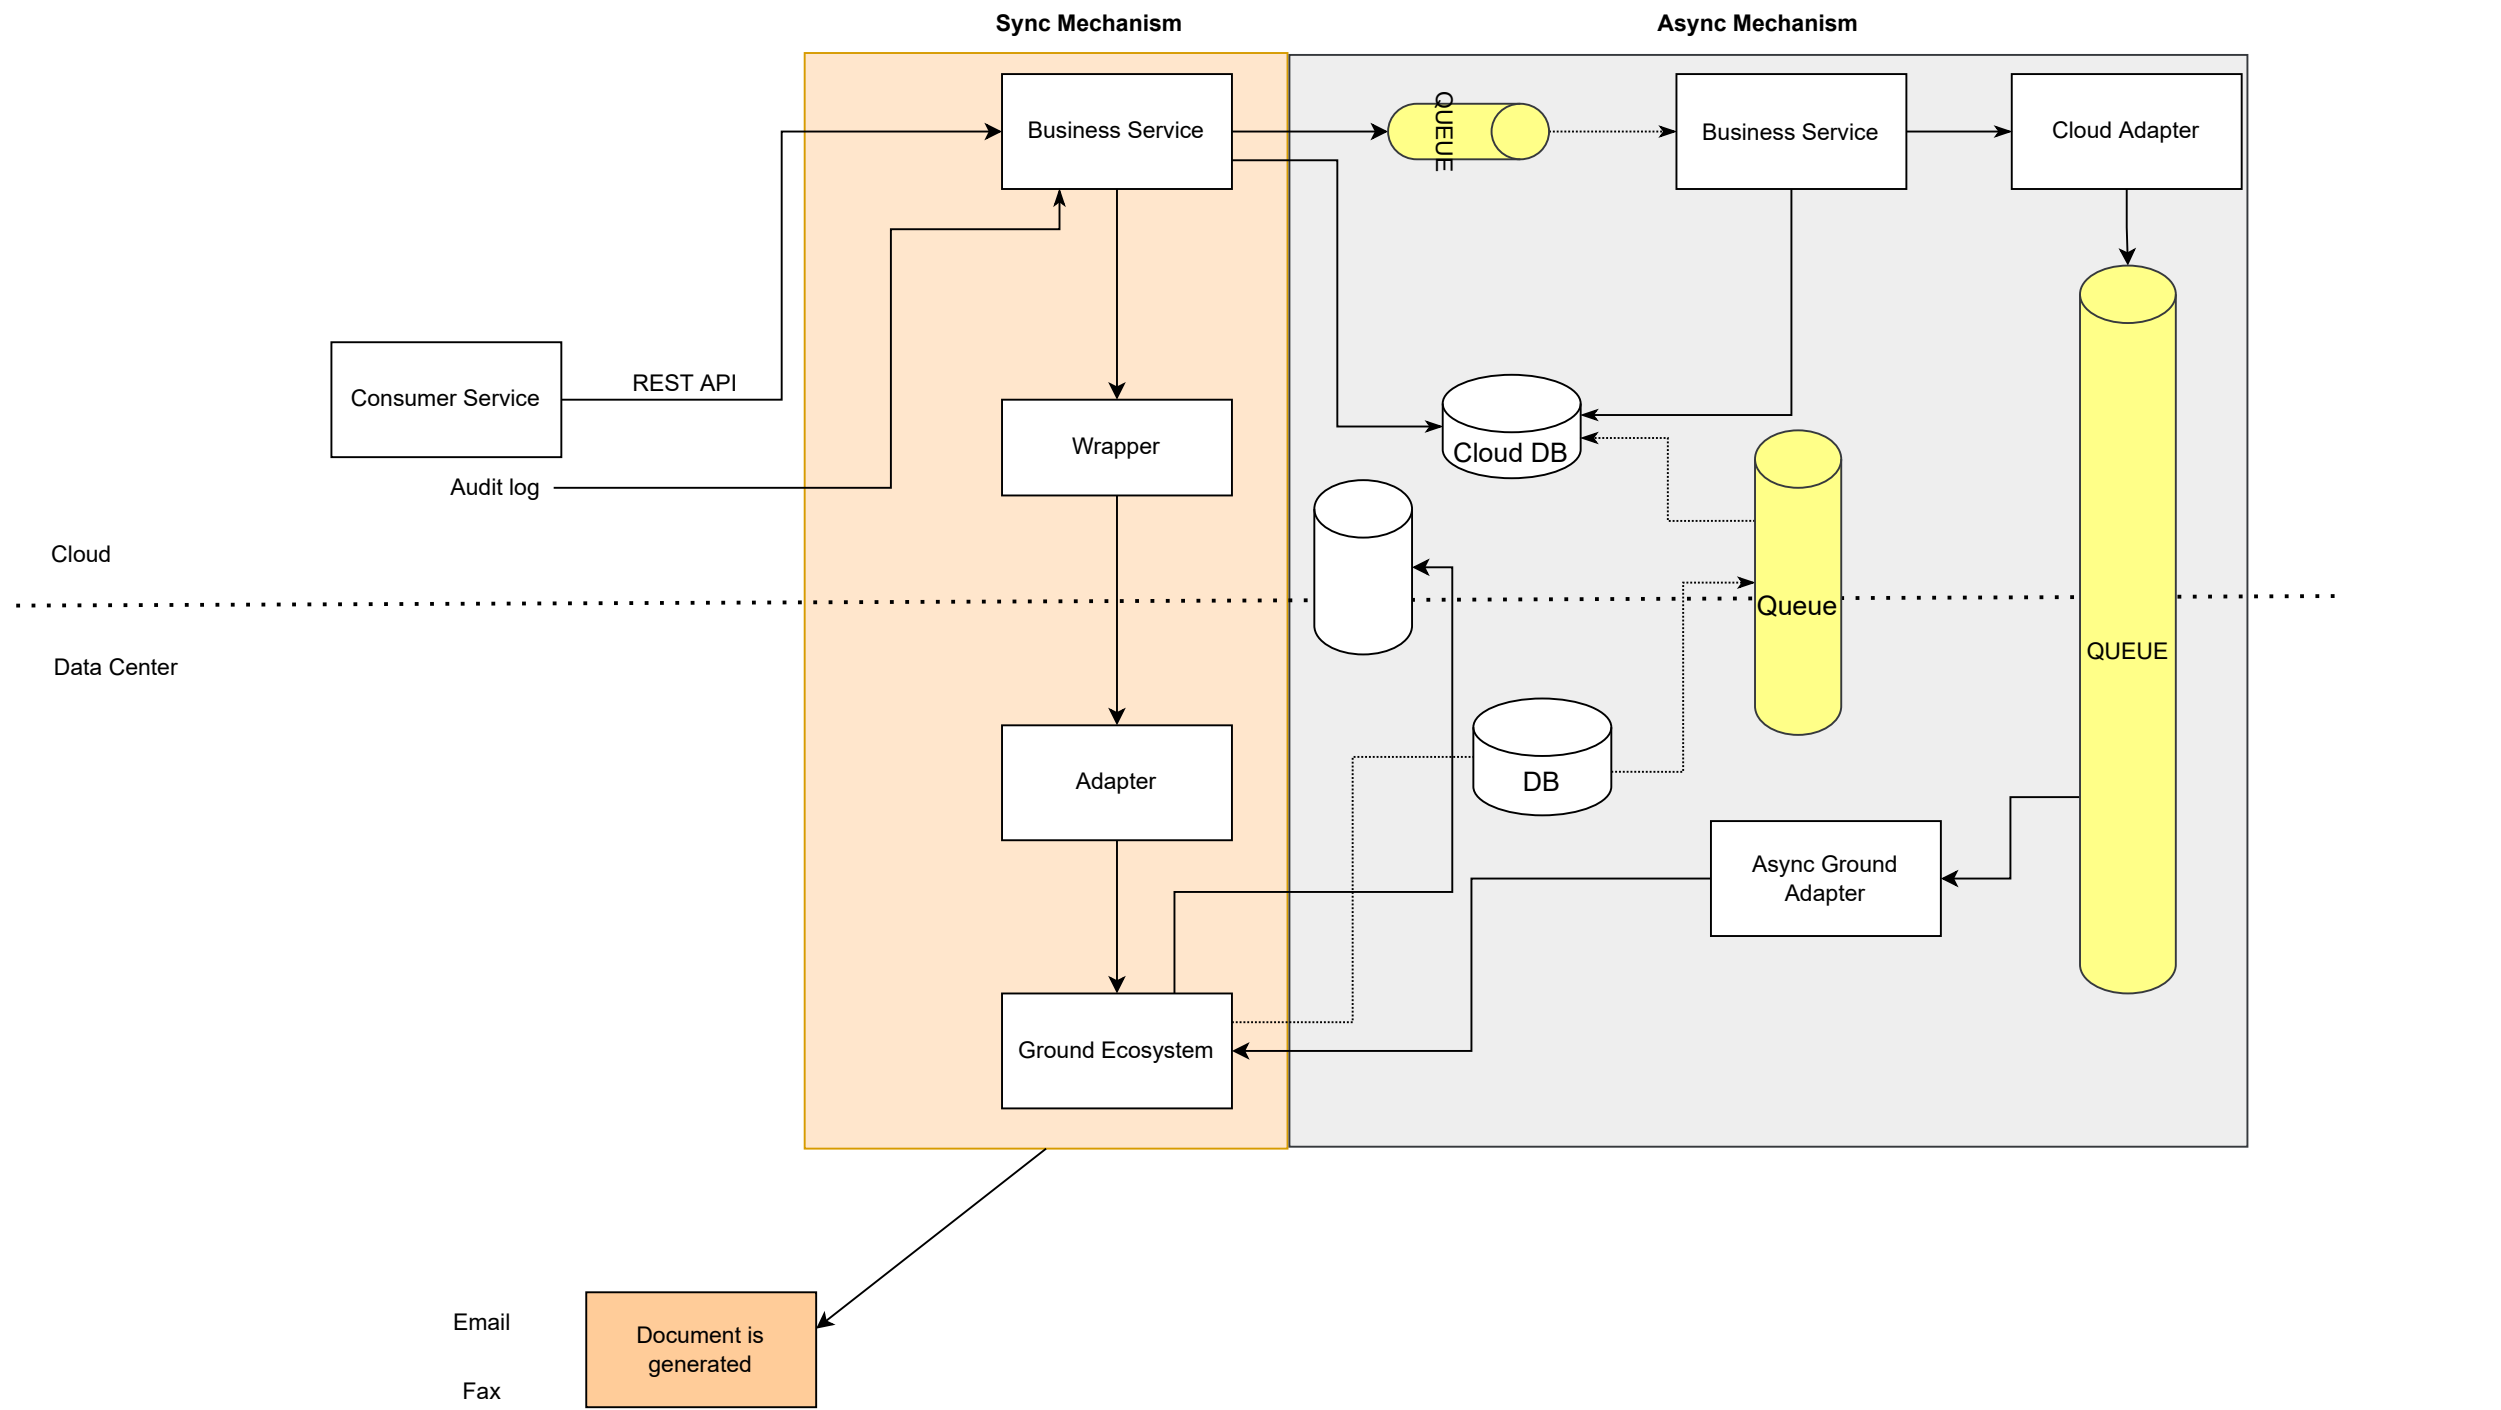 Sync Mechanism
Async Mechanism
Business Service
QUEUE
Business Service
Cloud Adapter
REST API
Consumer Service
Wrapper
Cloud DB
Audit log
Cloud
Queue
QUEUE
Data Center
Adapter
DB
Async Ground
Adapter
Ground Ecosystem
Email
Document is
generated
Fax